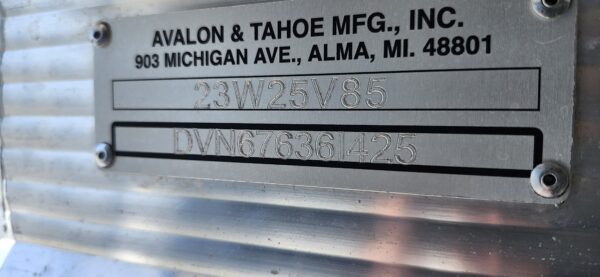 AVALON & TAHOE MFG., INC.
903 MICHIGAN AVE., ALMA, MI. 48801
23W25V85
DVN67636I425